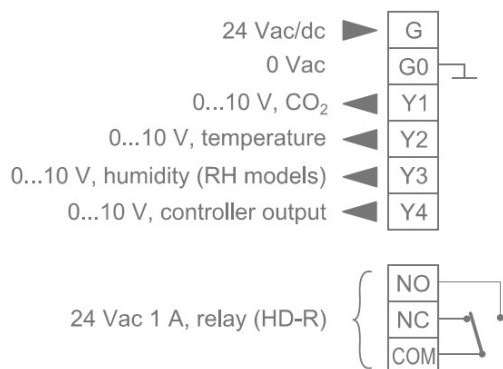 24 Vac/dc G
0 Vac G0
0...10 V, CO₂ Y1
0...10 V, temperature Y2
0...10 V, humidity (RH models) Y3
0...10 V, controller output Y4
NO
24 Vac 1 A, relay (HD-R) NC
COM